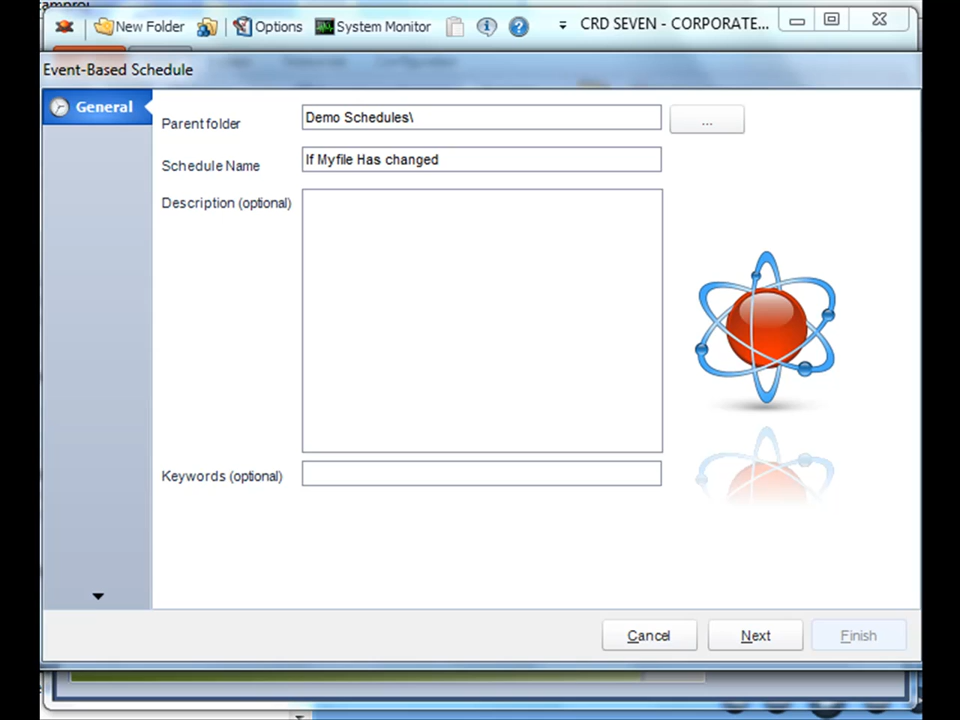 New Folder Options System Monitor CRD SEVEN - CORPORATE...
Event-Based Schedule
General
Parent folder Demo Schedules\ ...
Schedule Name If Myfile Has changed
Description (optional)
Keywords (optional)
Cancel Next Finish